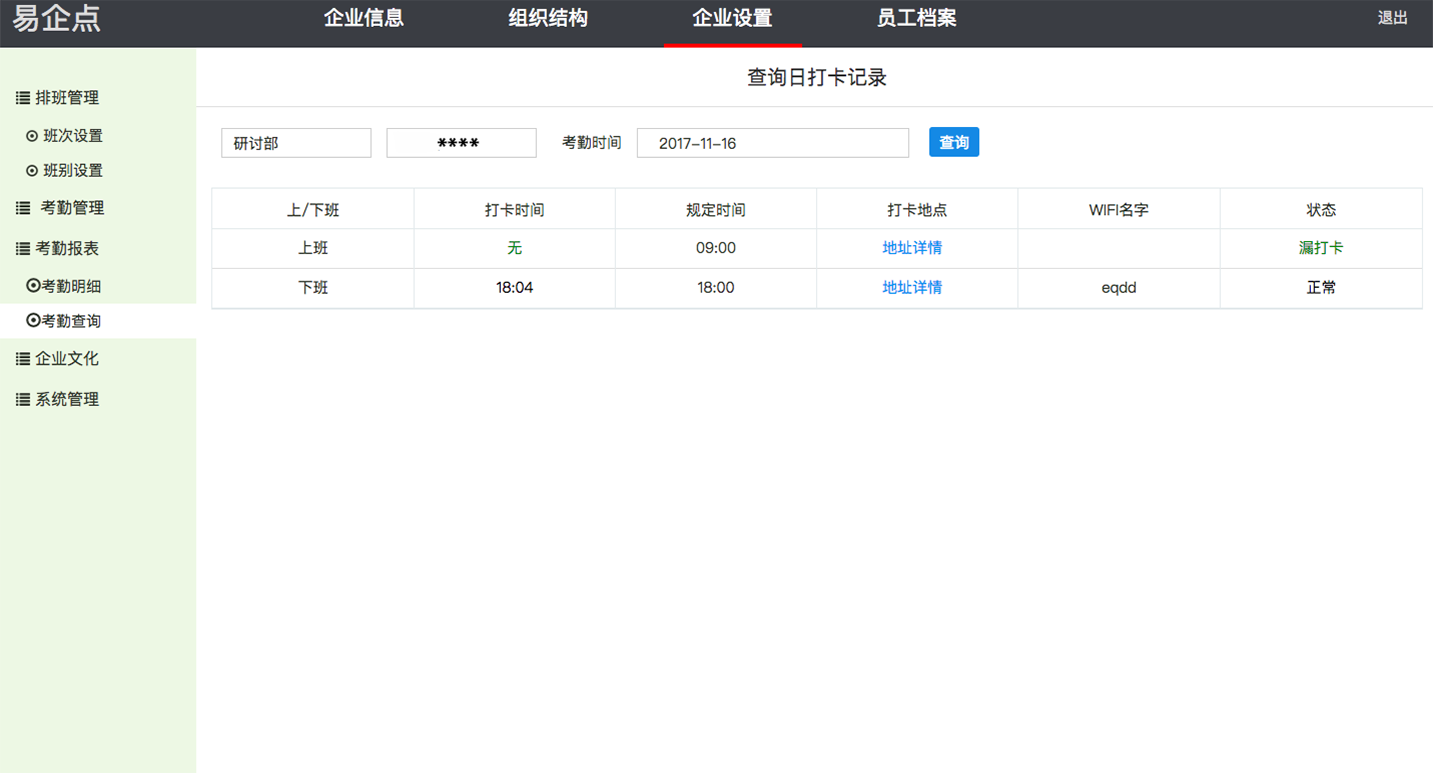 易企点 企业信息 组织结构 企业设置 员工档案 退出
查询日打卡记录
排班管理
班次设置
班别设置
考勤管理
考勤报表
考勤明细
考勤查询
企业文化
系统管理
研讨部 **** 考勤时间 2017-11-16 查询
上/下班 打卡时间 规定时间 打卡地点 WIFI名字 状态
上班 无 09:00 地址详情 漏打卡
下班 18:04 18:00 地址详情 eqdd 正常